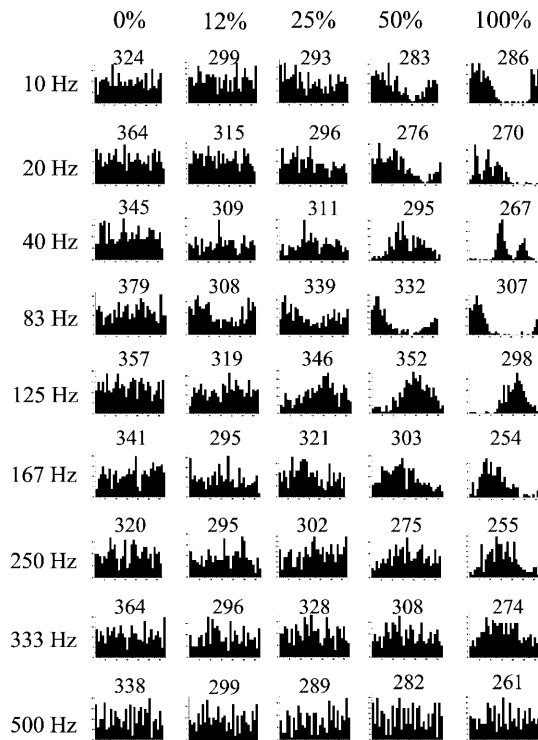 0% 12% 25% 50% 100%
324 299 293 283 286
10 Hz
364 315 296 276 270
20 Hz
345 309 311 295 267
40 Hz
379 308 339 332 307
83 Hz
357 319 346 352 298
125 Hz
341 295 321 303 254
167 Hz
320 295 302 275 255
250 Hz
364 296 328 308 274
333 Hz
338 299 289 282 261
500 Hz